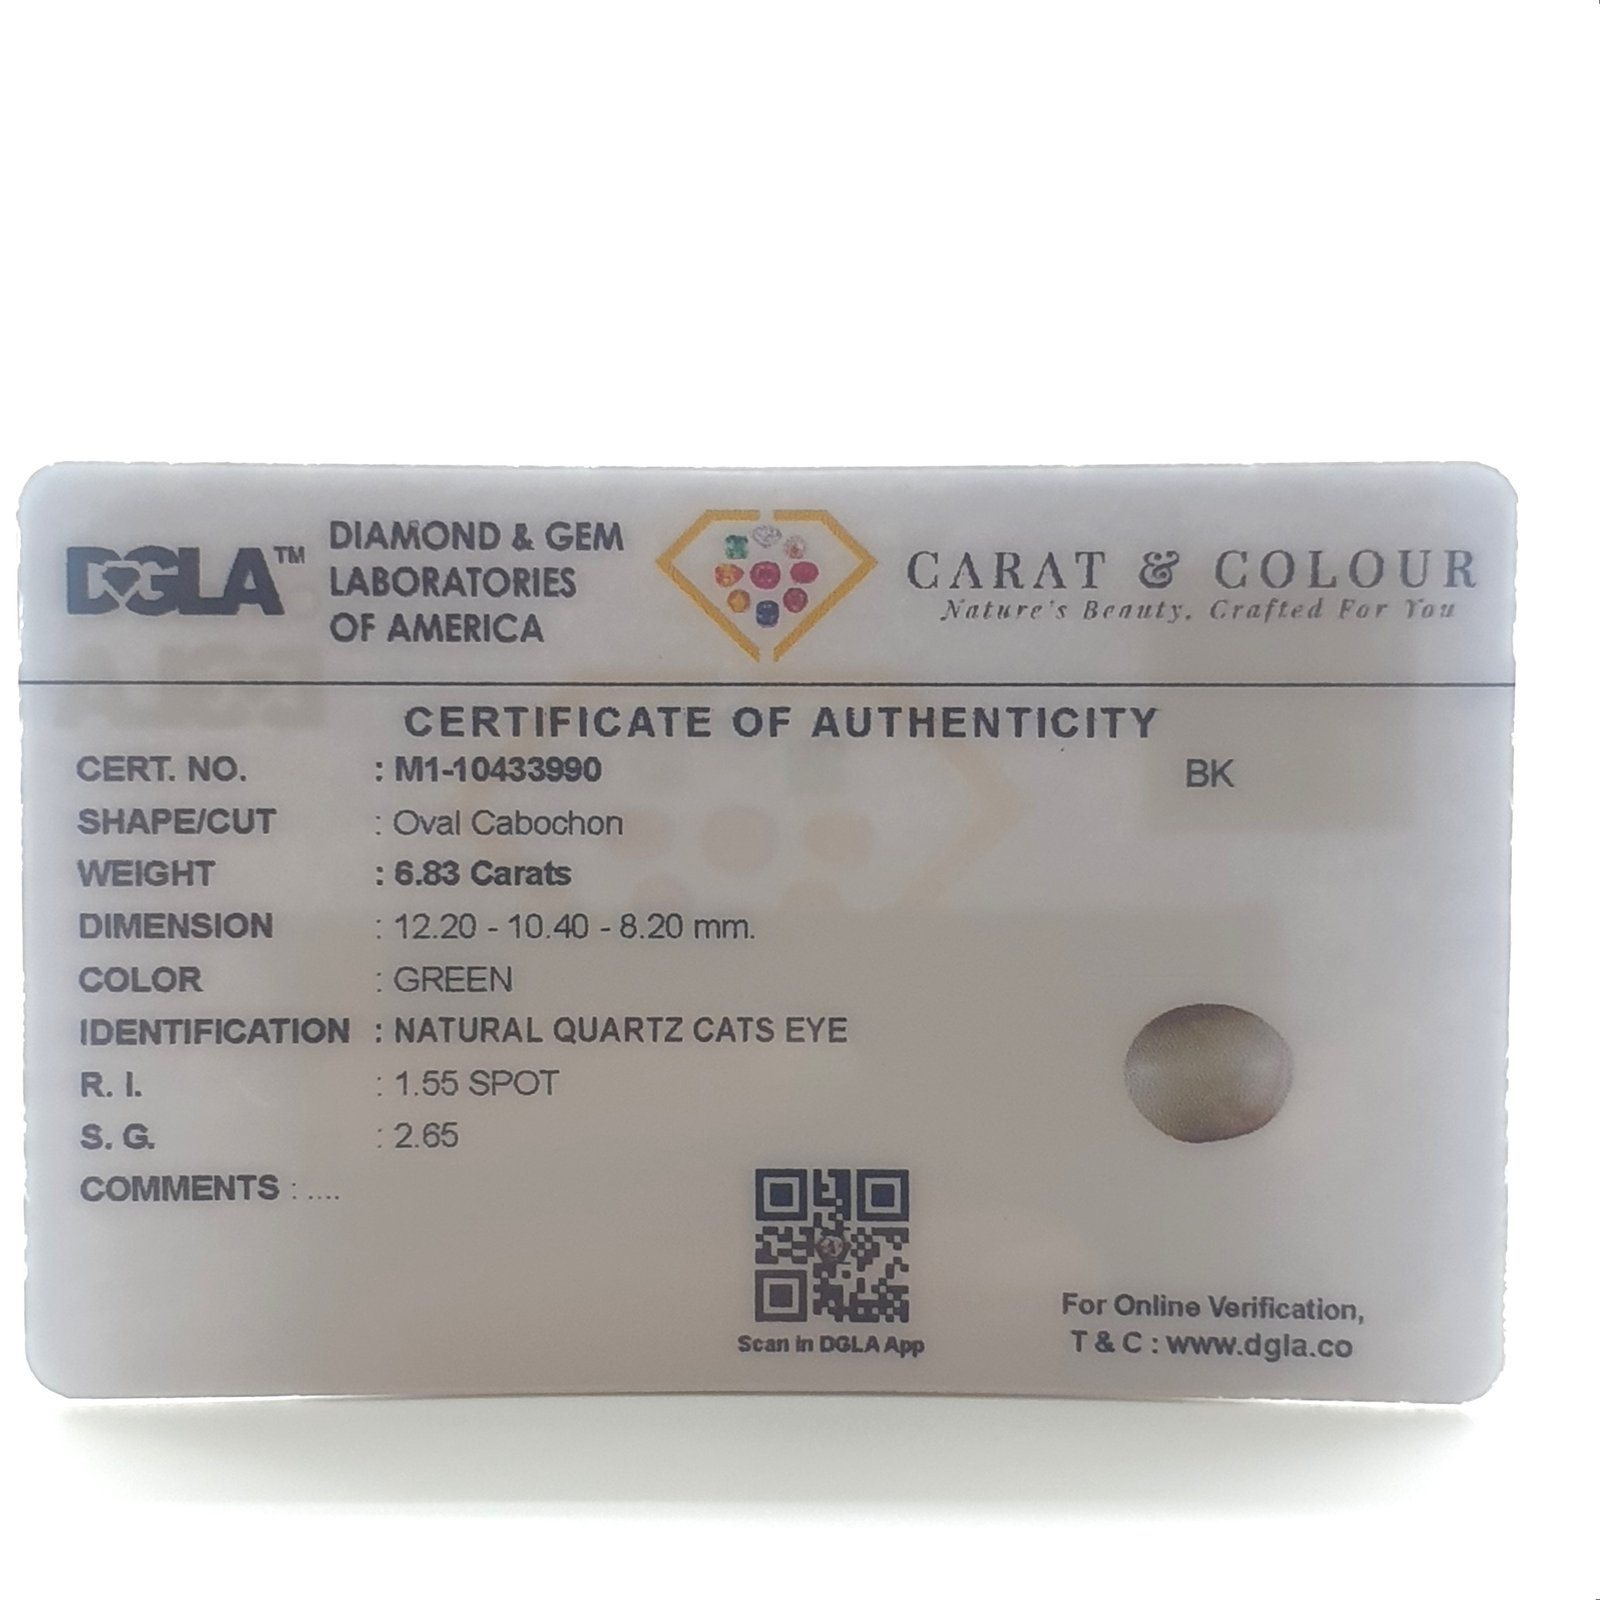 DGLA™
DIAMOND & GEM
LABORATORIES
OF AMERICA
CARAT & COLOUR
Nature's Beauty, Crafted For You
CERTIFICATE OF AUTHENTICITY
CERT. NO. : M1-10433990
BK
SHAPE/CUT : Oval Cabochon
WEIGHT : 6.83 Carats
DIMENSION : 12.20 - 10.40 - 8.20 mm.
COLOR : GREEN
IDENTIFICATION : NATURAL QUARTZ CATS EYE
R. I. : 1.55 SPOT
S. G. : 2.65
COMMENTS : ....
Scan in DGLA App
For Online Verification,
T & C : www.dgla.co